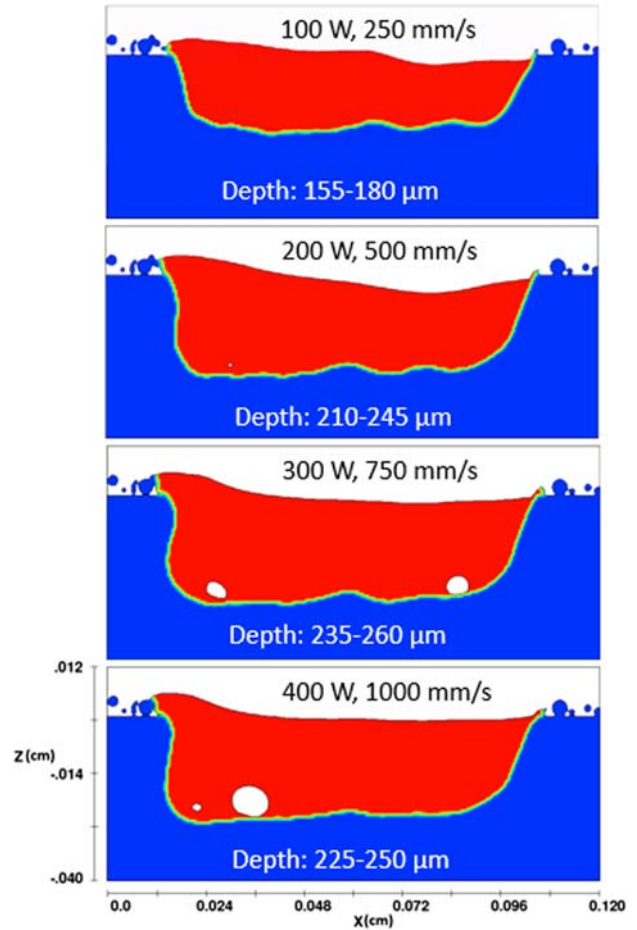 100 W, 250 mm/s
Depth: 155-180 µm
200 W, 500 mm/s
Depth: 210-245 µm
300 W, 750 mm/s
Depth: 235-260 µm
.012
400 W, 1000 mm/s
Z(cm)
-.014
Depth: 225-250 µm
-.040
0.0 0.024 0.048 0.072 0.096 0.120
X(cm)